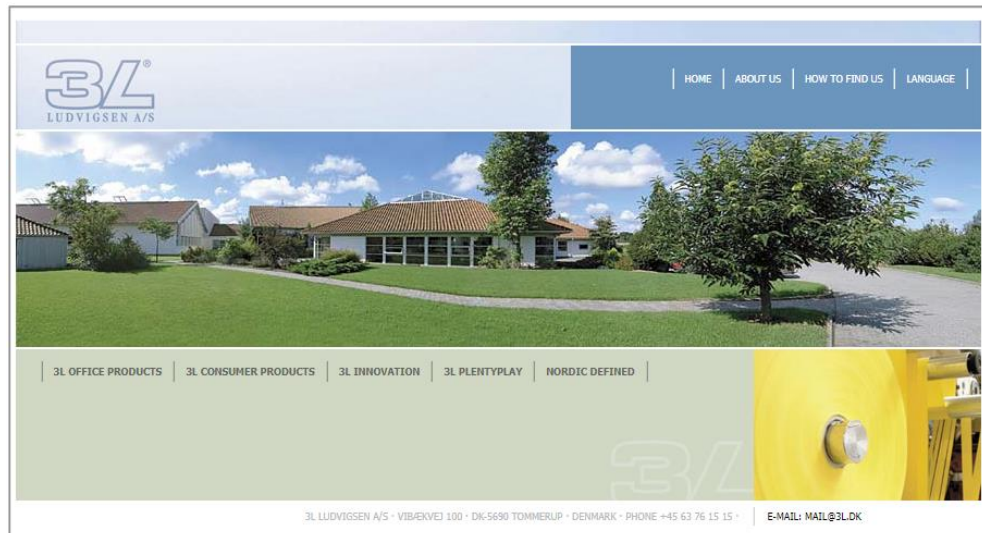 3L®
LUDVIGSEN A/S
HOME ABOUT US HOW TO FIND US LANGUAGE
3L OFFICE PRODUCTS 3L CONSUMER PRODUCTS 3L INNOVATION 3L PLENTYPLAY NORDIC DEFINED
3L
3L LUDVIGSEN A/S · VIBÆKVEJ 100 · DK-5690 TOMMERUP · DENMARK · PHONE +45 63 76 15 15 · E-MAIL: MAIL@3L.DK